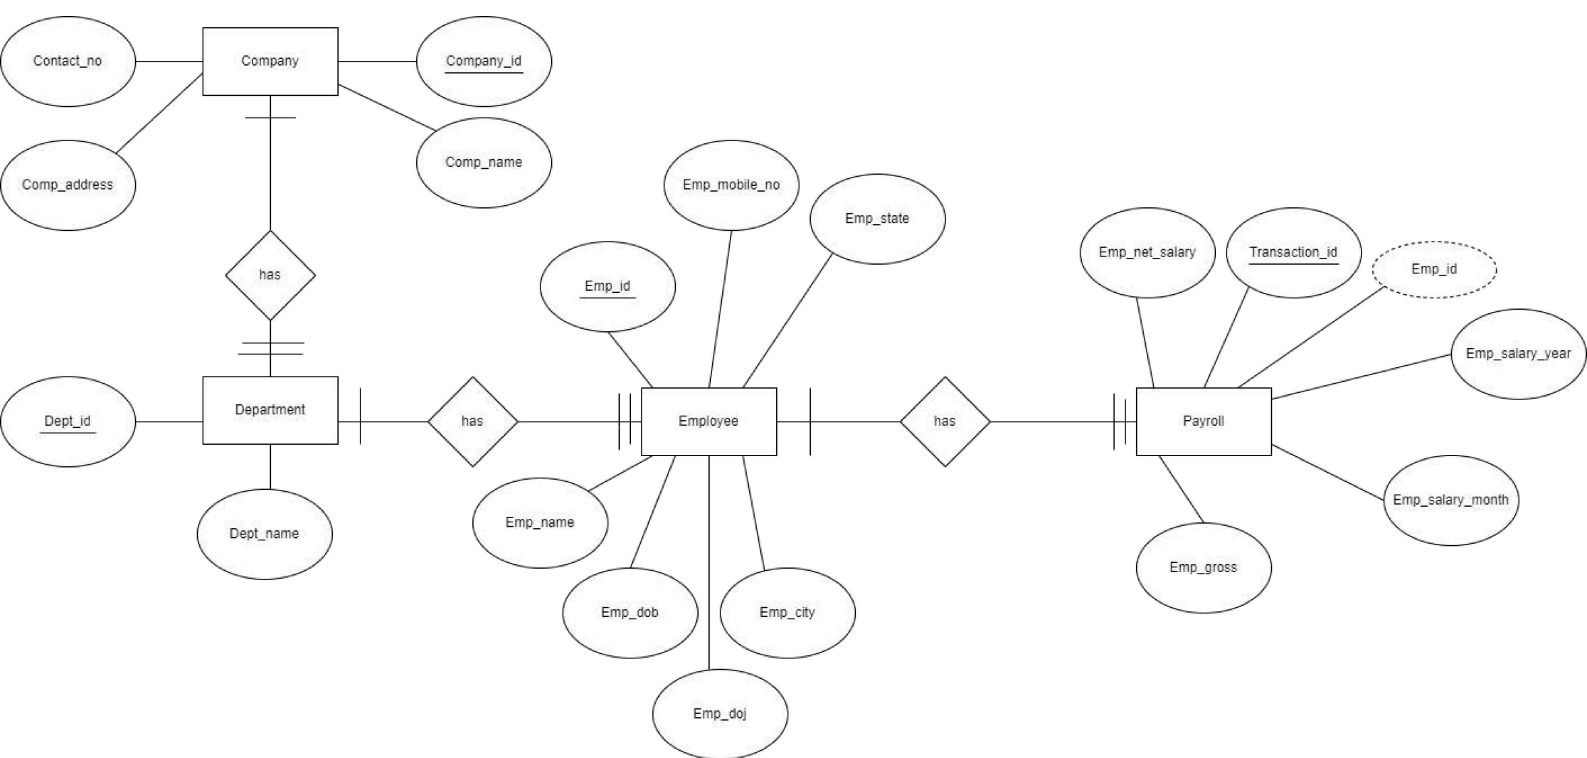 Contact_no
Company
Company_id
Comp_name
Comp_address
has
Emp_mobile_no
Emp_state
Emp_id
Emp_net_salary
Transaction_id
Emp_id
Emp_salary_year
Dept_id
Department
has
Employee
has
Payroll
Dept_name
Emp_name
Emp_dob
Emp_city
Emp_doj
Emp_salary_month
Emp_gross